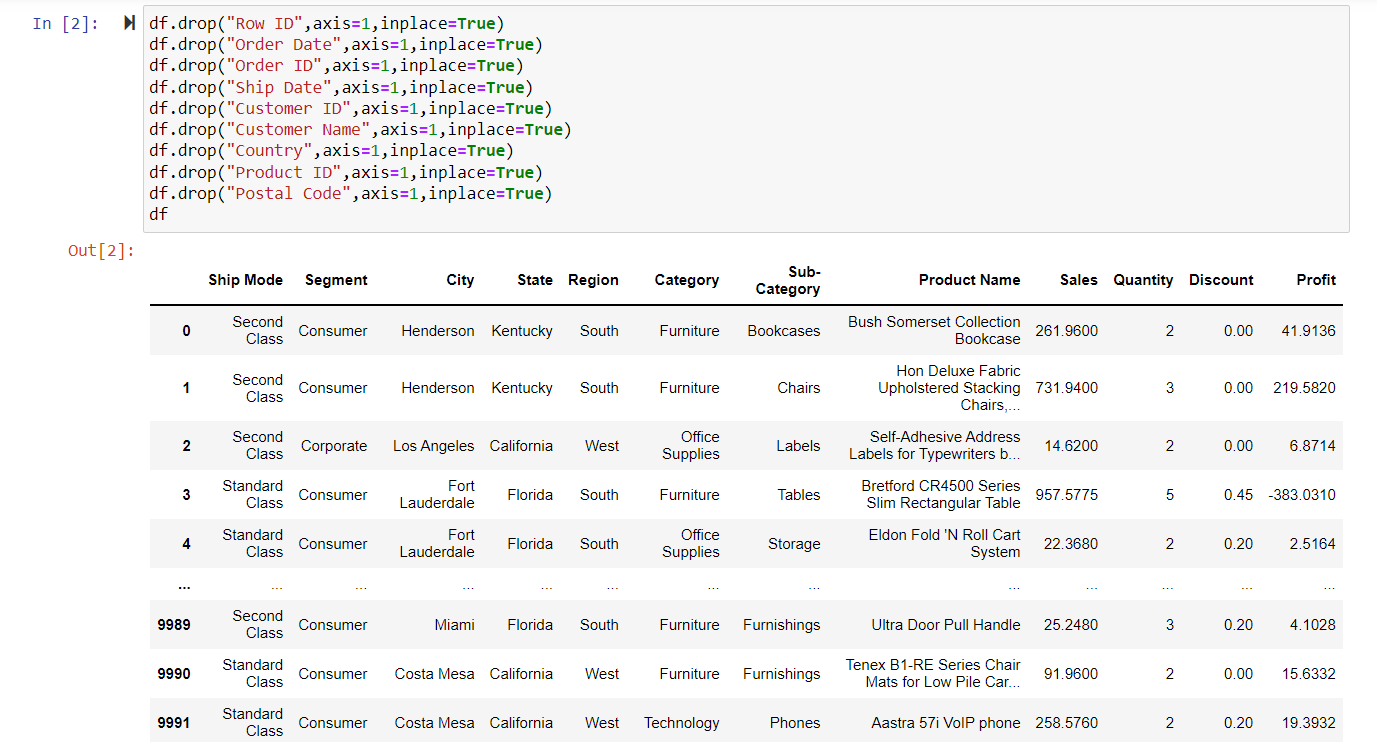 In [2]:
df.drop("Row ID",axis=1,inplace=True)
df.drop("Order Date",axis=1,inplace=True)
df.drop("Order ID",axis=1,inplace=True)
df.drop("Ship Date",axis=1,inplace=True)
df.drop("Customer ID",axis=1,inplace=True)
df.drop("Customer Name",axis=1,inplace=True)
df.drop("Country",axis=1,inplace=True)
df.drop("Product ID",axis=1,inplace=True)
df.drop("Postal Code",axis=1,inplace=True)
df
Out[2]:
Ship Mode Segment City State Region Category Sub-
Category Product Name Sales Quantity Discount Profit
0 Second
Class Consumer Henderson Kentucky South Furniture Bookcases Bush Somerset Collection
Bookcase 261.9600 2 0.00 41.9136
1 Second
Class Consumer Henderson Kentucky South Furniture Chairs Hon Deluxe Fabric
Upholstered Stacking
Chairs,... 731.9400 3 0.00 219.5820
2 Second
Class Corporate Los Angeles California West Office
Supplies Labels Self-Adhesive Address
Labels for Typewriters b... 14.6200 2 0.00 6.8714
3 Standard
Class Consumer Fort
Lauderdale Florida South Furniture Tables Bretford CR4500 Series
Slim Rectangular Table 957.5775 5 0.45 -383.0310
4 Standard
Class Consumer Fort
Lauderdale Florida South Office
Supplies Storage Eldon Fold 'N Roll Cart
System 22.3680 2 0.20 2.5164
... ... ... ... ... ... ... ... ... ... ... ... ...
9989 Second
Class Consumer Miami Florida South Furniture Furnishings Ultra Door Pull Handle 25.2480 3 0.20 4.1028
9990 Standard
Class Consumer Costa Mesa California West Furniture Furnishings Tenex B1-RE Series Chair
Mats for Low Pile Car... 91.9600 2 0.00 15.6332
9991 Standard
Class Consumer Costa Mesa California West Technology Phones Aastra 57i VoIP phone 258.5760 2 0.20 19.3932